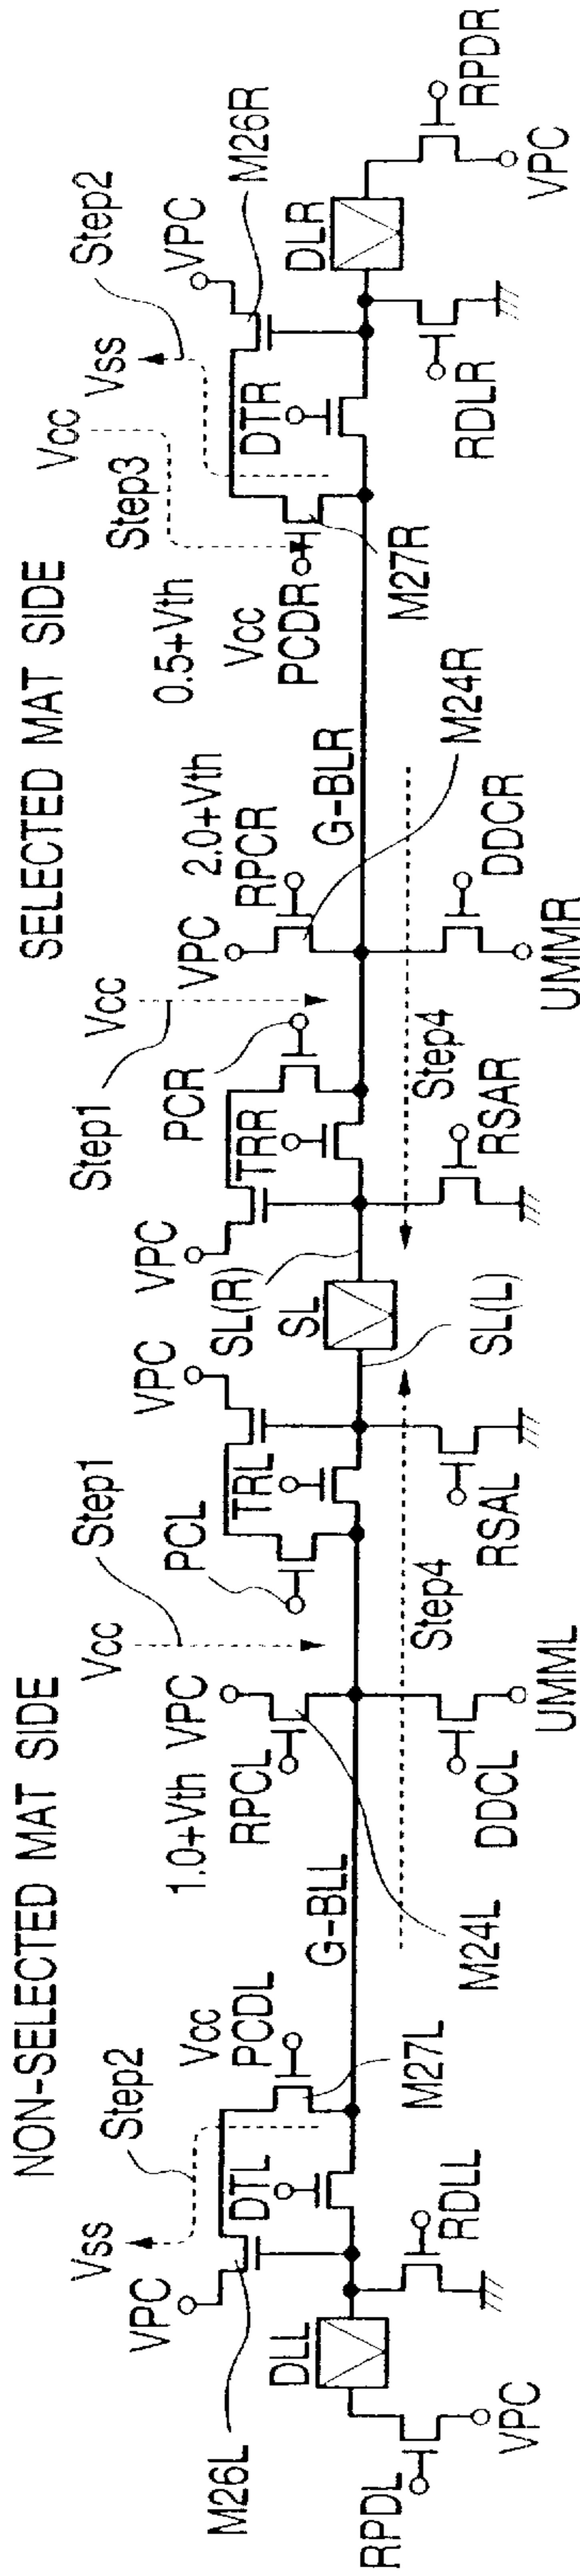 NON-SELECTED MAT SIDE
SELECTED MAT SIDE
M26L
VPC
Vss
Step2
Vcc
PCDL
RPDL
VPC
DLL
DTL
RDLL
M27L
G-BLL
M24L
1.0+Vth
VPC
RPCL
Vcc
Step1
PCL
DDCL
UMML
Step4
TRL
VPC
RSAL
SL(L)
SL
SL(R)
VPC
TRR
RSAR
Step1
PCR
Vcc
Step4
VPC
2.0+Vth
RPCR
DDCR
UMMR
M24R
G-BLR
0.5+Vth
Vcc
PCDR
Step3
Vcc
Vss
Step2
M27R
DTR
VPC
M26R
RDLR
DLR
RPDR
VPC